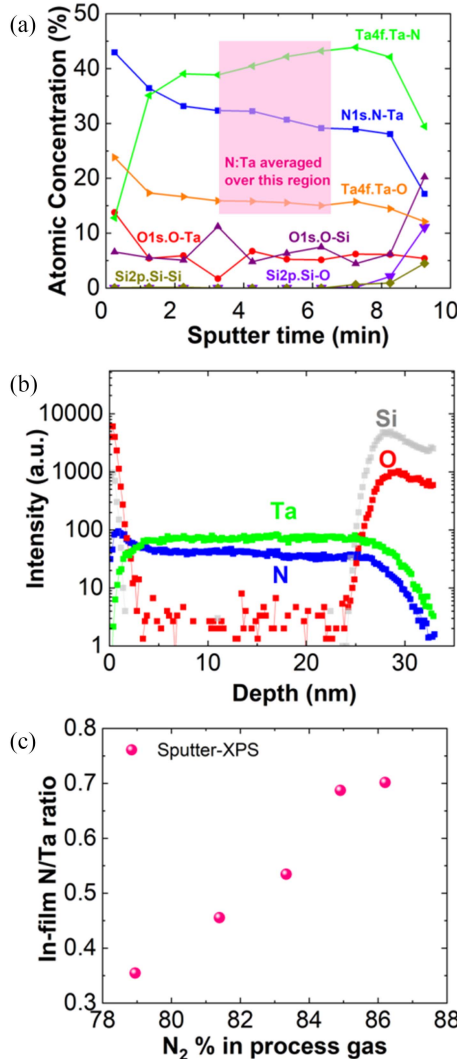 (a)
Atomic Concentration (%)
50
40
30
20
10
0
Ta4f.Ta-N
N1s.N-Ta
N:Ta averaged
over this region
Ta4f.Ta-O
O1s.O-Ta
O1s.O-Si
Si2p.Si-Si
Si2p.Si-O
0 2 4 6 8 10
Sputter time (min)
(b)
Intensity (a.u.)
10000
1000
100
10
1
Si
O
Ta
N
0 10 20 30
Depth (nm)
(c)
In-film N/Ta ratio
0.8
0.7
0.6
0.5
0.4
0.3
Sputter-XPS
78 80 82 84 86 88
N₂ % in process gas